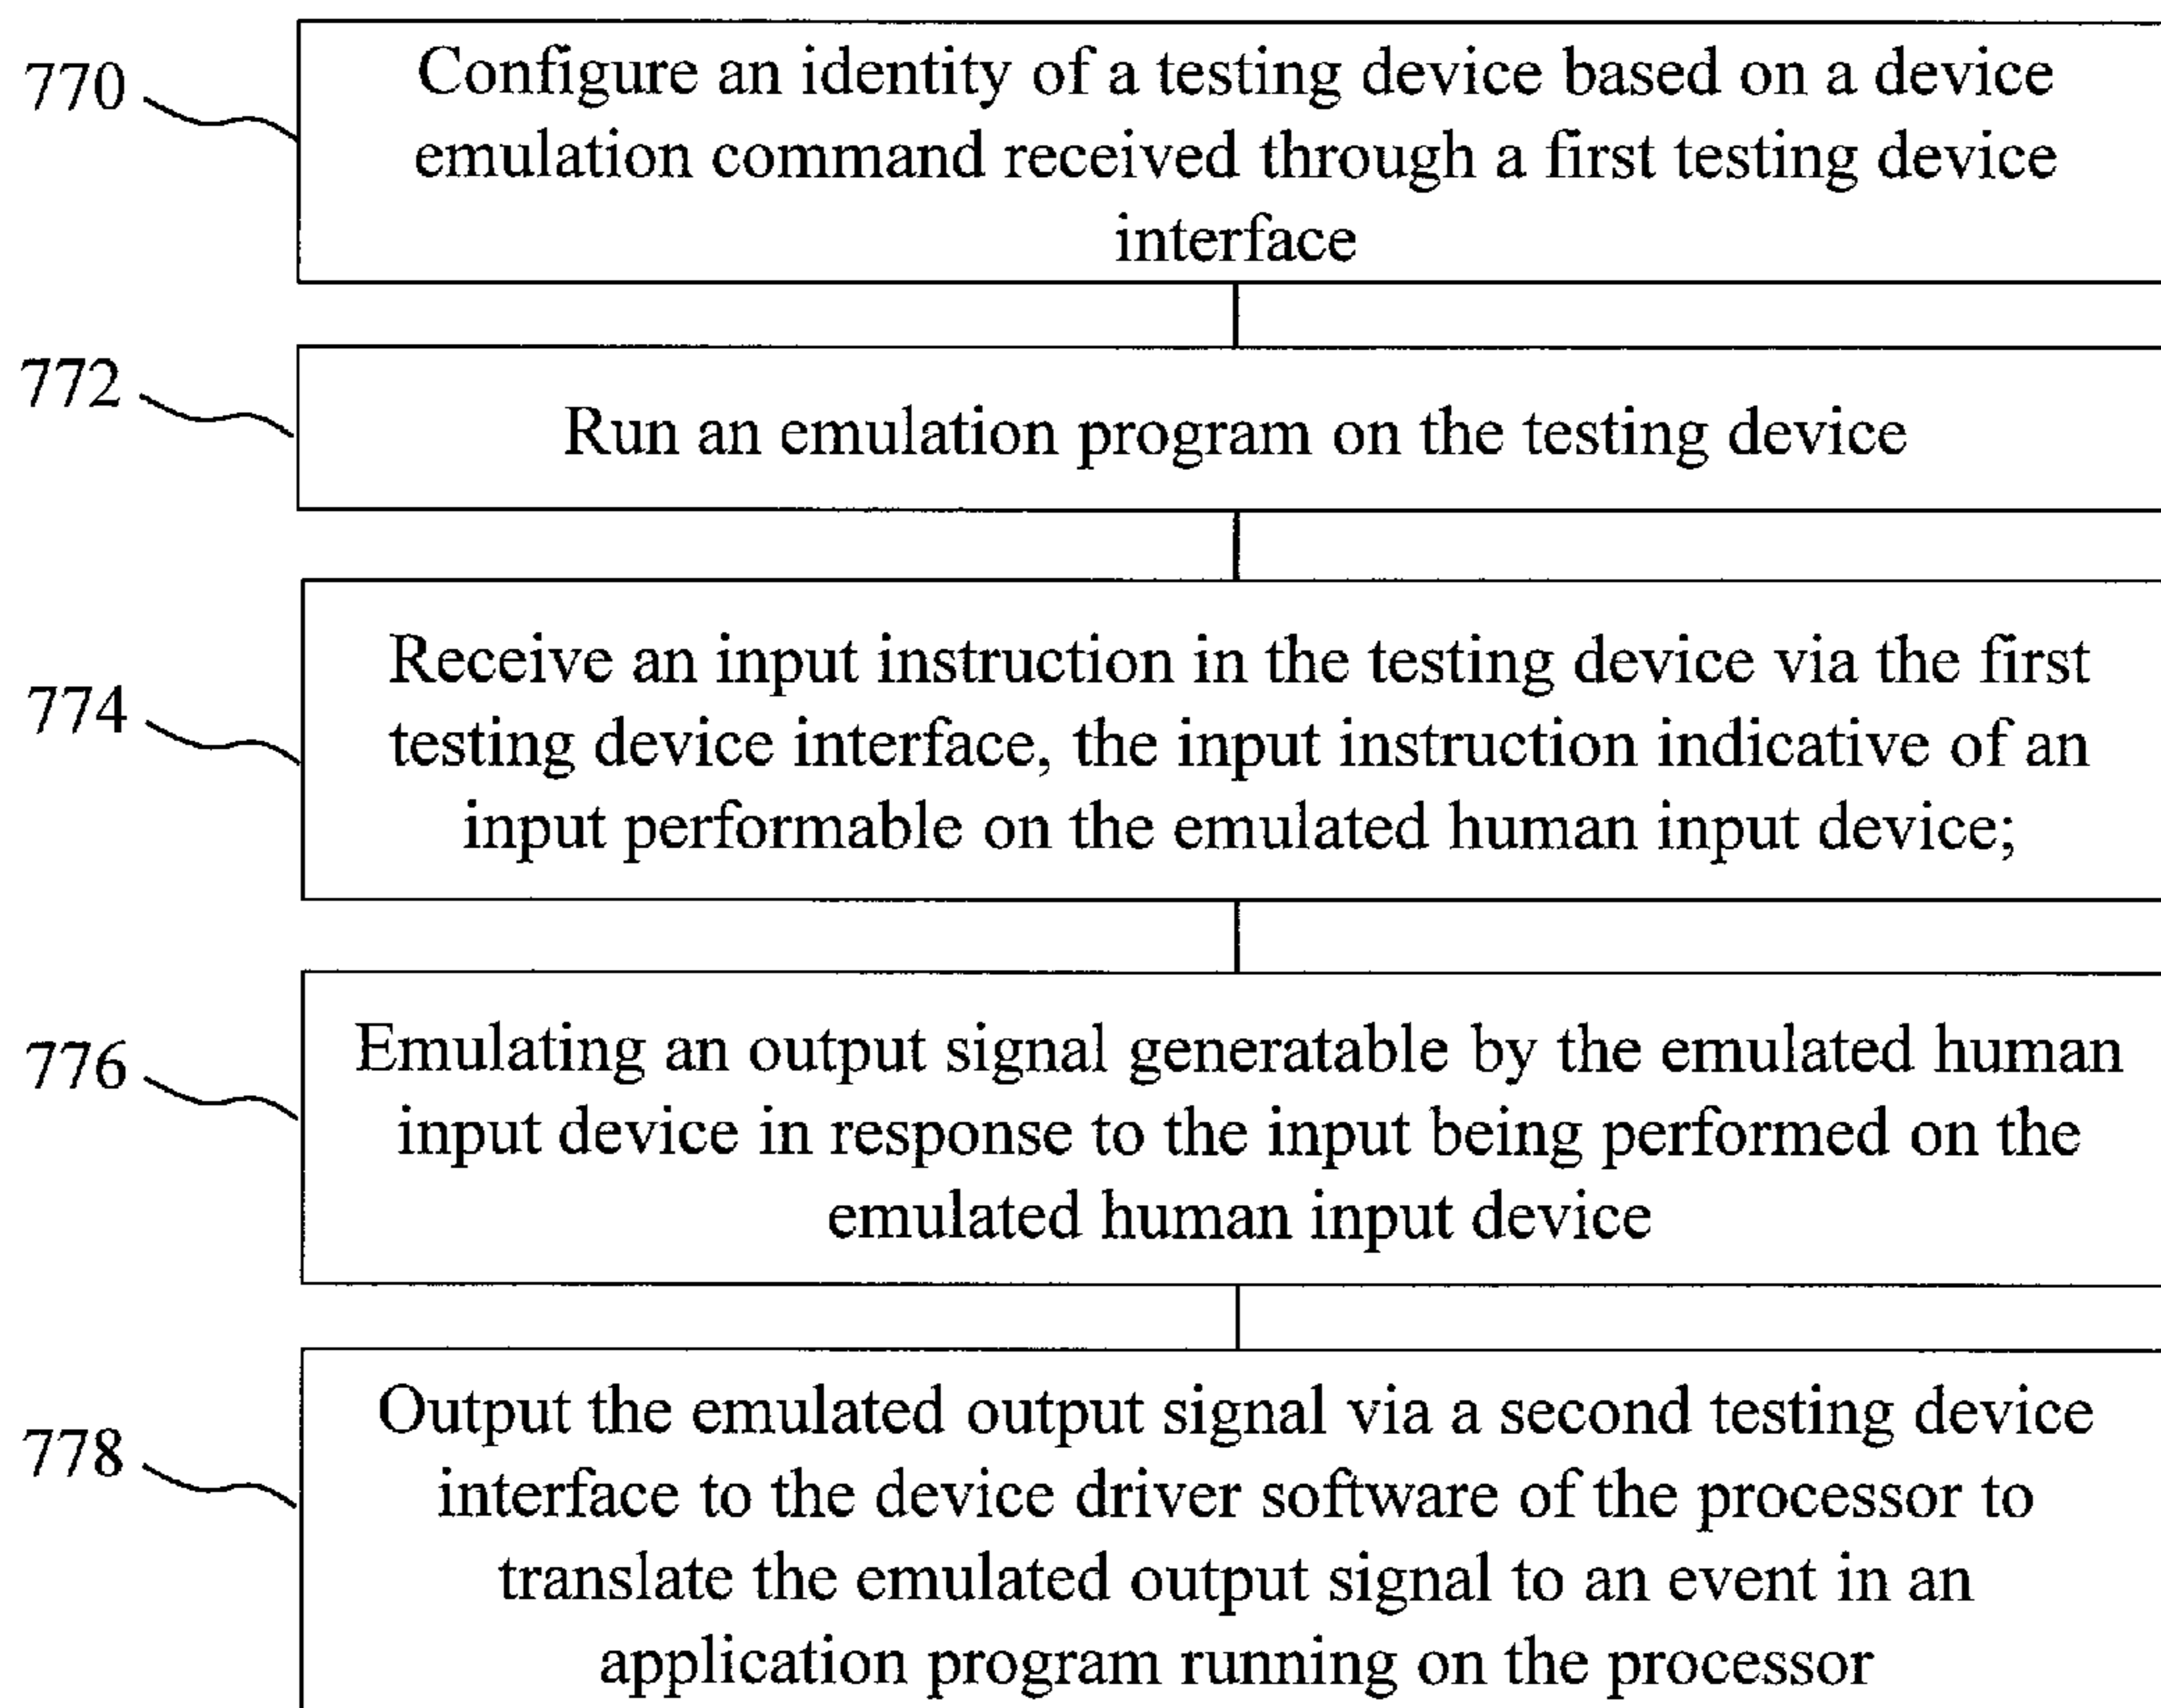 770
Configure an identity of a testing device based on a device
emulation command received through a first testing device
interface
772
Run an emulation program on the testing device
774
Receive an input instruction in the testing device via the first
testing device interface, the input instruction indicative of an
input performable on the emulated human input device;
776
Emulating an output signal generatable by the emulated human
input device in response to the input being performed on the
emulated human input device
778
Output the emulated output signal via a second testing device
interface to the device driver software of the processor to
translate the emulated output signal to an event in an
application program running on the processor